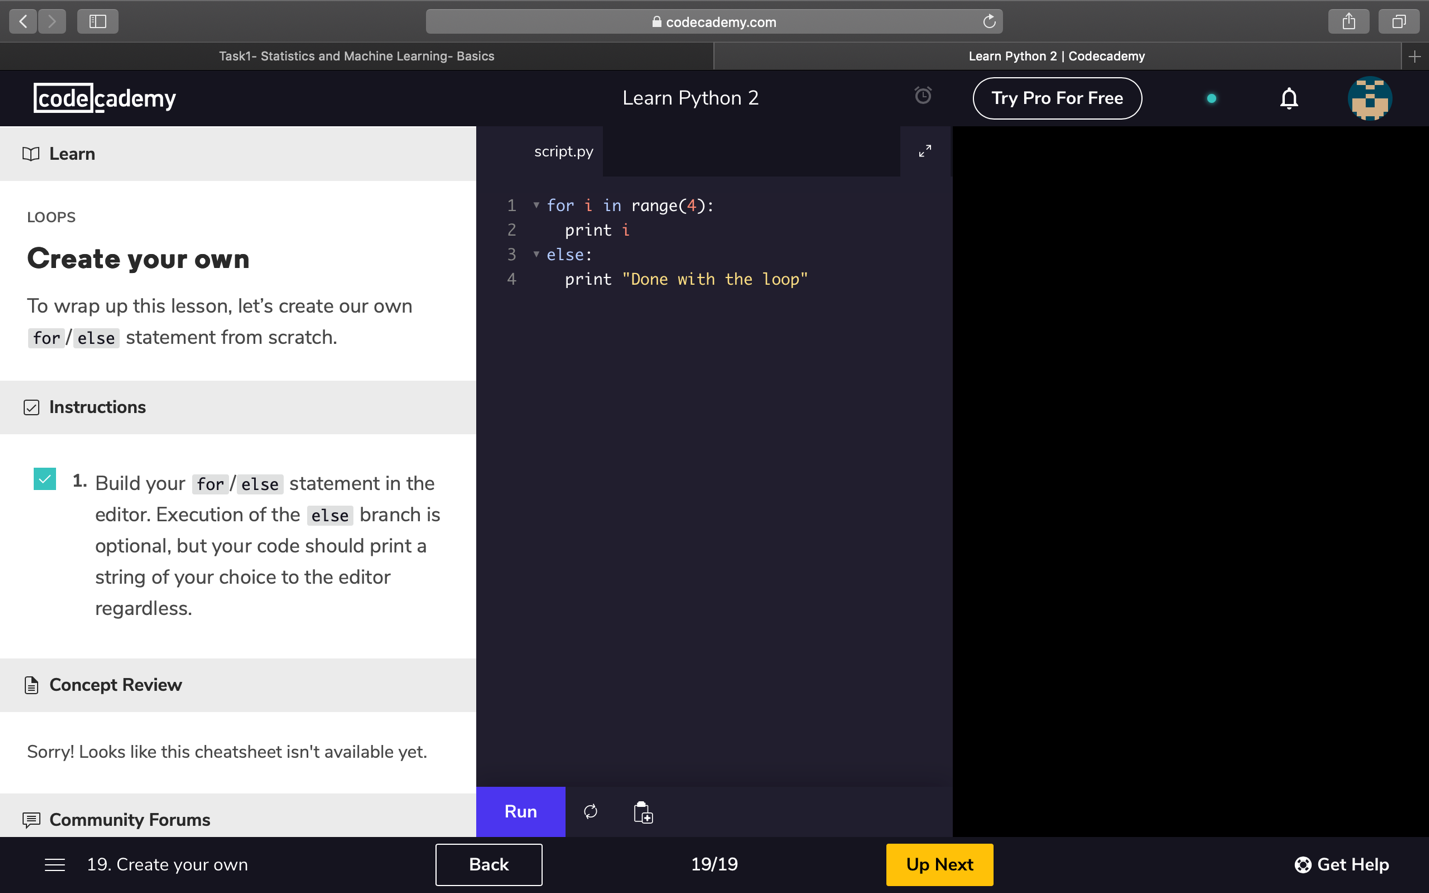 codecademy.com
Task1- Statistics and Machine Learning- Basics
Learn Python 2 | Codecademy
codecademy
Learn Python 2
Try Pro For Free
Learn
script.py
LOOPS
Create your own
To wrap up this lesson, let's create our own
for/else statement from scratch.
Instructions
1. Build your for/else statement in the
editor. Execution of the else branch is
optional, but your code should print a
string of your choice to the editor
regardless.
Concept Review
Sorry! Looks like this cheatsheet isn't available yet.
Community Forums
1 for i in range(4):
2 print i
3 else:
4 print "Done with the loop"
Run
19. Create your own
Back
19/19
Up Next
Get Help